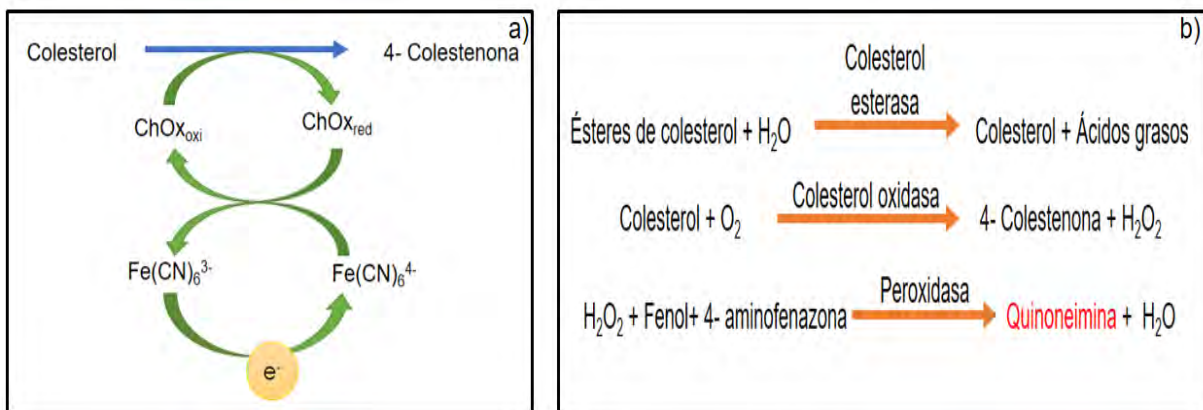 a)
Colesterol 4- Colestenona
ChOxoxi ChOxred
Fe(CN)6³⁻ Fe(CN)6⁴⁻
e⁻
b)
Colesterol
esterasa
Ésteres de colesterol + H₂O Colesterol + Ácidos grasos
Colesterol oxidasa
Colesterol + O₂ 4- Colestenona + H₂O₂
Peroxidasa
H₂O₂ + Fenol+ 4- aminofenazona Quinoneimina + H₂O